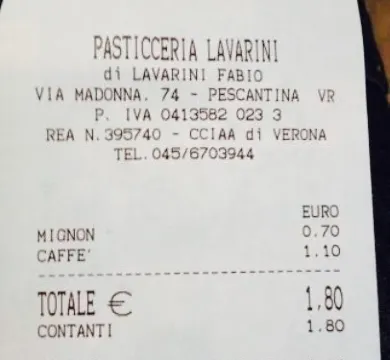 PASTICCERIA LAVARINI
di LAVARINI FABIO
VIA MADONNA. 74 - PESCANTINA VR
P. IVA 0413582 023 3
REA N.395740 - CCIAA di VERONA
TEL.045/6703944
EURO
MIGNON 0.70
CAFFE' 1.10
TOTALE € 1.80
CONTANTI 1.80